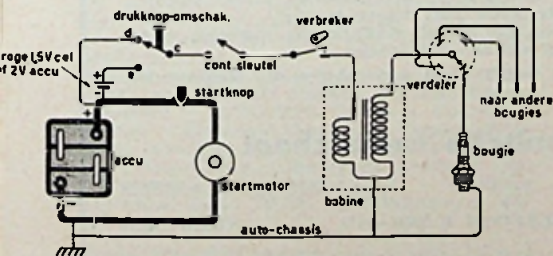 drukknop-omschak.
verbreker
d
c
cont.sleutel
1,5V cel
of 2V accu
e
startknop
verdeler
naar andere
bougies
accu
startmotor
bobine
bougie
auto-chassis